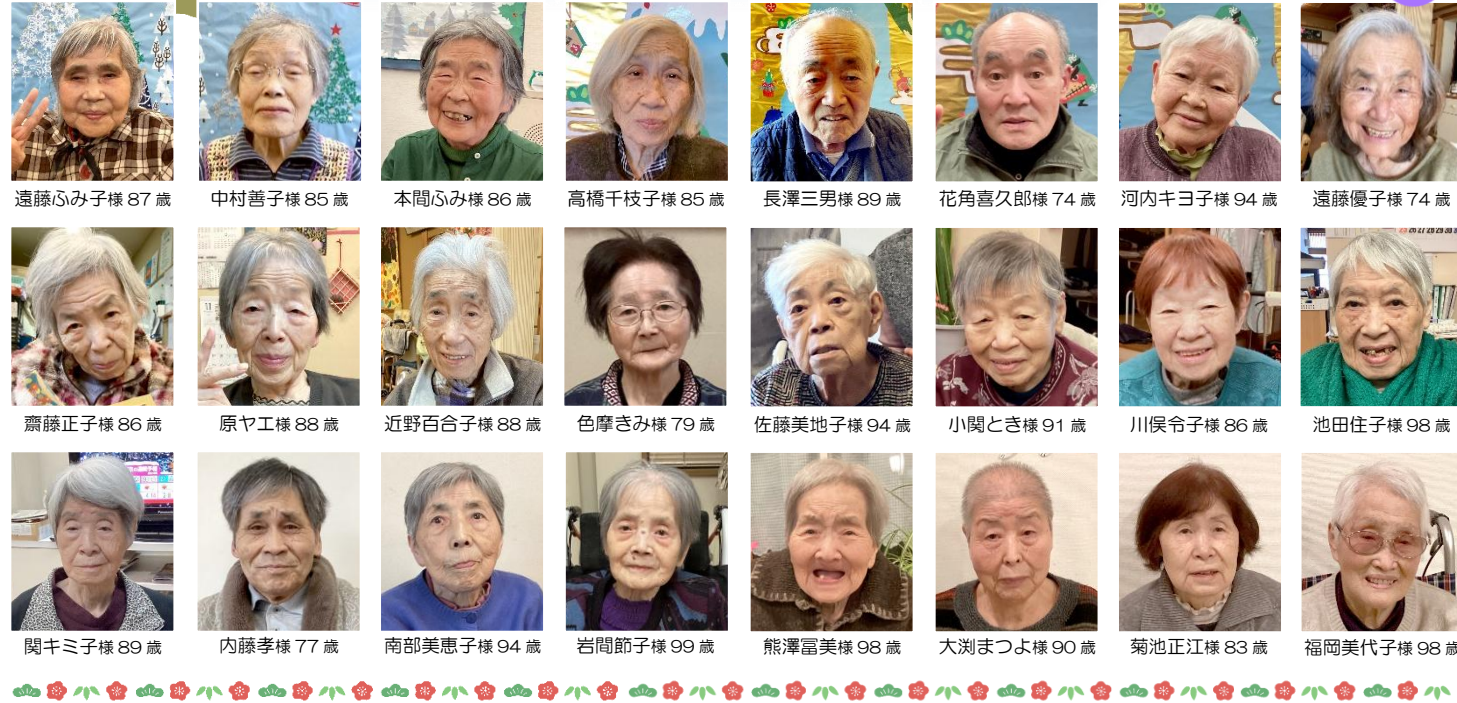 遠藤ふみ子様 87 歳 中村善子様 85 歳 本間ふみ様 86 歳 高橋千枝子様 85 歳 長澤三男様 89 歳 花角喜久郎様 74 歳 河内キヨ子様 94 歳 遠藤優子様 74 歳
齋藤正子様 86 歳 原ヤエ様 88 歳 近野百合子様 88 歳 色摩きみ様 79 歳 佐藤美地子様 94 歳 小関とき様 91 歳 川俣令子様 86 歳 池田住子様 98 歳
関キミ子様 89 歳 内藤孝様 77 歳 南部美恵子様 94 歳 岩間節子様 99 歳 熊澤冨美様 98 歳 大渕まつよ様 90 歳 菊池正江様 83 歳 福岡美代子様 98 歳